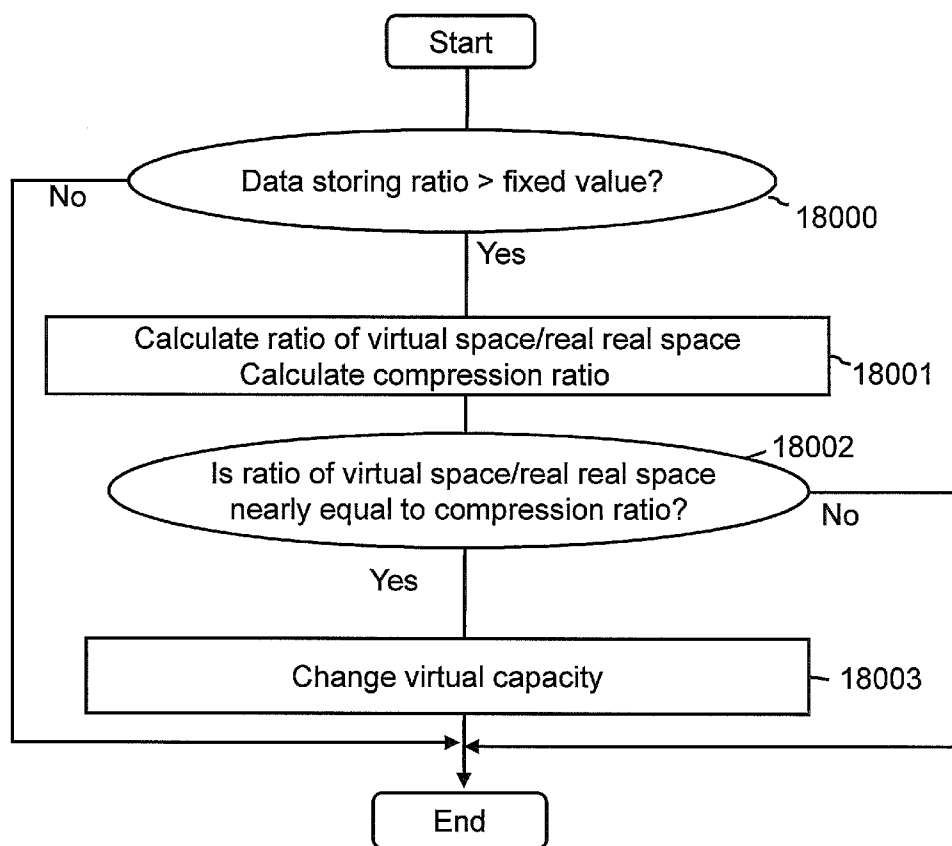 Start
Data storing ratio > fixed value?
No
18000
Yes
Calculate ratio of virtual space/real real space
Calculate compression ratio
18001
18002
Is ratio of virtual space/real real space
nearly equal to compression ratio?
No
Yes
Change virtual capacity
18003
End